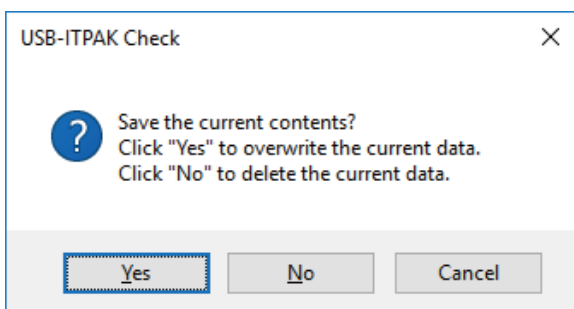 USB-ITPAK Check
Save the current contents?
Click "Yes" to overwrite the current data.
Click "No" to delete the current data.
Yes No Cancel